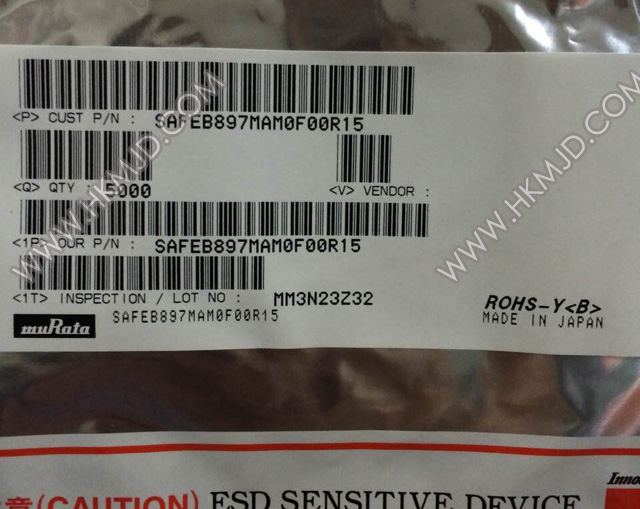 <P> CUST P/N : SAFEB897MAM0F00R15
<Q> QTY : 5000
<V> VENDOR :
<1P> OUR P/N : SAFEB897MAM0F00R15
<1T> INSPECTION / LOT NO : MM3N23Z32
ROHS-Y<B>
muRata SAFEB897MAM0F00R15
MADE IN JAPAN
意(CAUTION) ESD SENSITIVE DEVICE
WWW.HKMJD.COM
WWW.HKMJD.COM